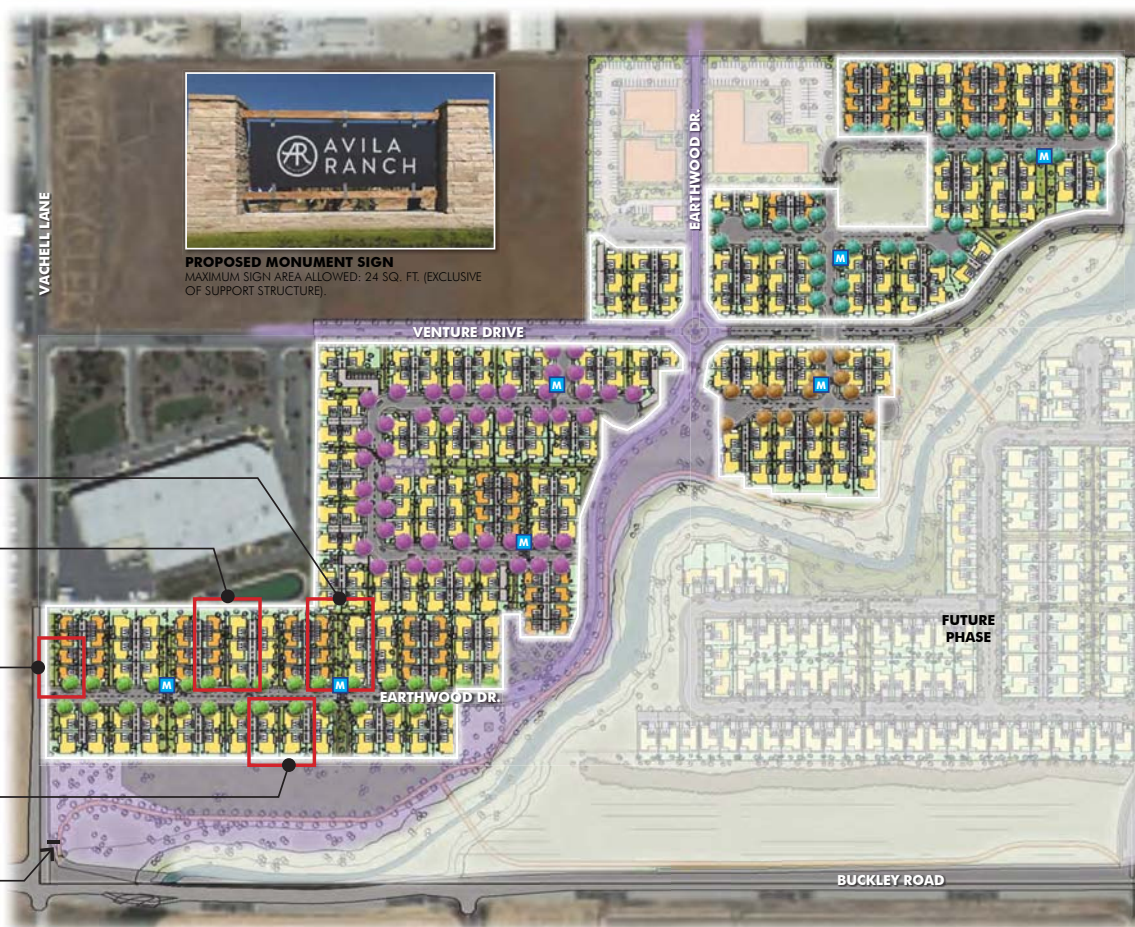 AVILA
RANCH
PROPOSED MONUMENT SIGN
MAXIMUM SIGN AREA ALLOWED: 24 SQ. FT. (EXCLUSIVE
OF SUPPORT STRUCTURE).
VACHELL LANE
EARTHWOOD DR.
VENTURE DRIVE
M
M
M
M
M
M
M
EARTHWOOD DR.
FUTURE
PHASE
BUCKLEY ROAD